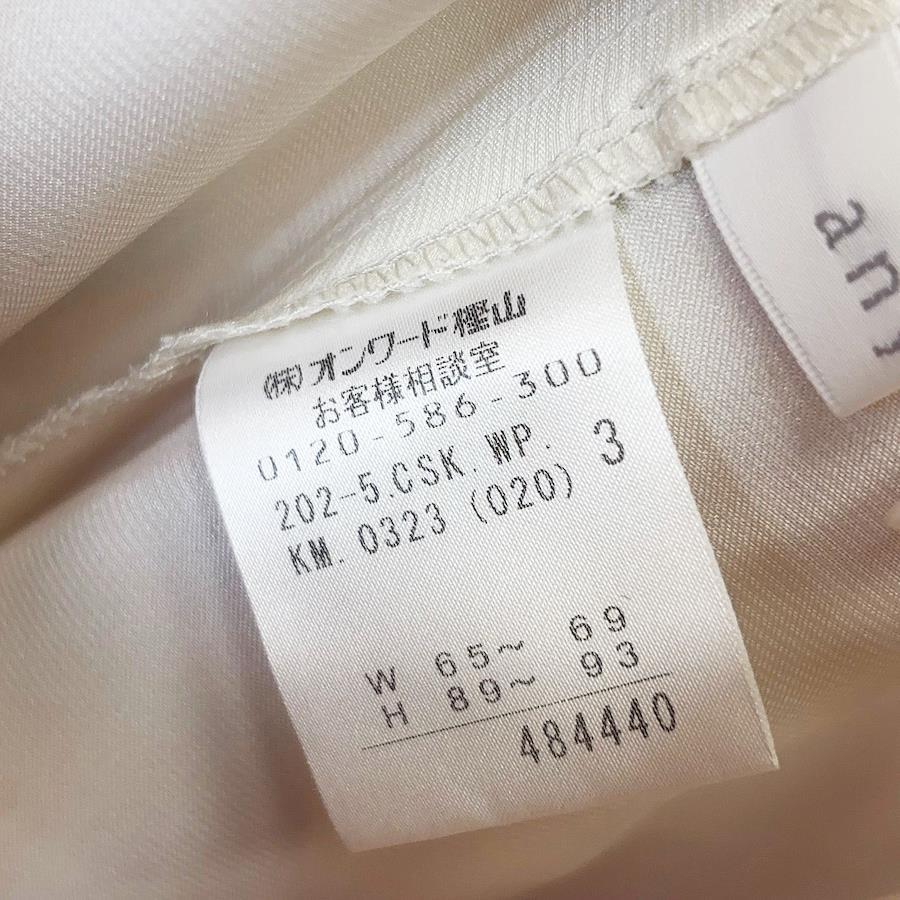 ㈱オンワード樫山
お客様相談室
0120-586-300
202-5.CSK.WP. 3
KM.0323 (020)
W 65~ 69
H 89~ 93
484440
any